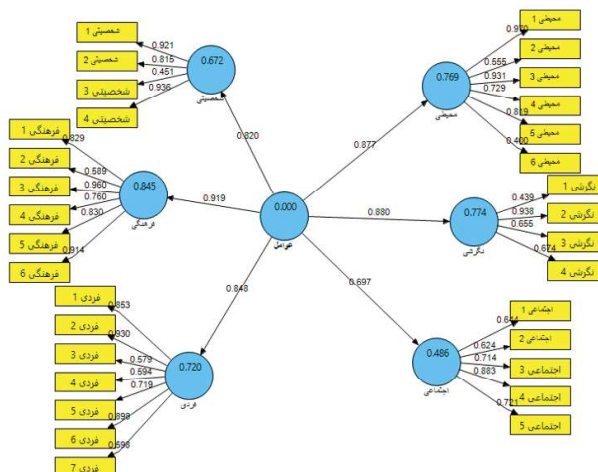 شخصیتی 1
شخصیتی 2
شخصیتی 3
شخصیتی 4
0.921
0.815
0.451
0.936
0.672
شخصیتی
0.820
محیطی 1
محیطی 2
محیطی 3
محیطی 4
محیطی 5
محیطی 6
0.970
0.555
0.931
0.729
0.819
0.400
0.769
محیطی
0.877
فرهنگی 1
فرهنگی 2
فرهنگی 3
فرهنگی 4
فرهنگی 5
فرهنگی 6
0.829
0.589
0.960
0.760
0.830
0.914
0.845
فرهنگی
0.919
0.000
عوامل
0.880
نگرشی 1
نگرشی 2
نگرشی 3
نگرشی 4
0.439
0.938
0.655
0.674
0.774
نگرشی
0.848
فردی 1
فردی 2
فردی 3
فردی 4
فردی 5
فردی 6
فردی 7
0.853
0.930
0.579
0.694
0.719
0.898
0.598
0.720
فردی
0.697
اجتماعی 1
اجتماعی 2
اجتماعی 3
اجتماعی 4
اجتماعی 5
0.644
0.624
0.714
0.883
0.721
0.486
اجتماعی